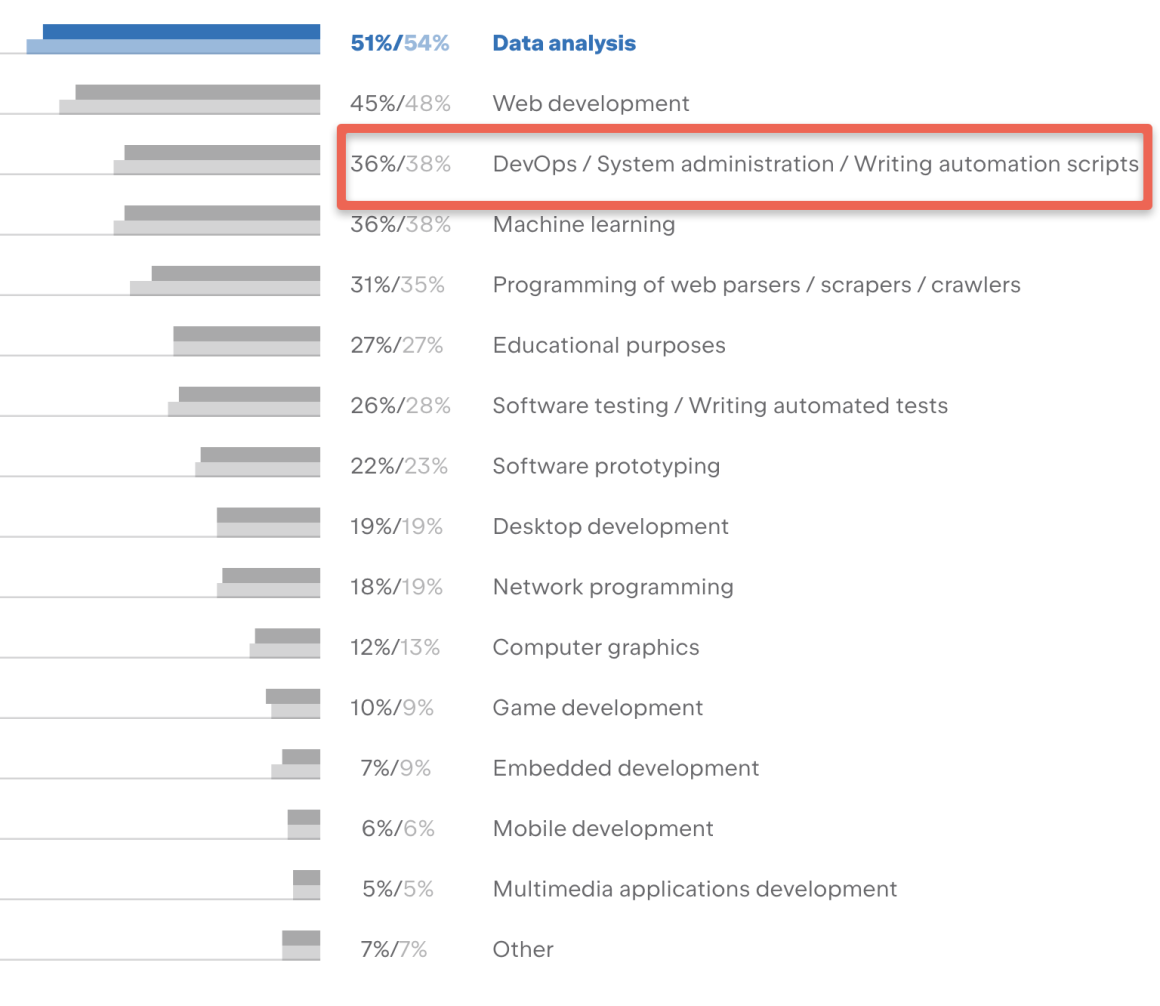 51%/54% Data analysis
45%/48% Web development
36%/38% DevOps / System administration / Writing automation scripts
36%/38% Machine learning
31%/35% Programming of web parsers / scrapers / crawlers
27%/27% Educational purposes
26%/28% Software testing / Writing automated tests
22%/23% Software prototyping
19%/19% Desktop development
18%/19% Network programming
12%/13% Computer graphics
10%/9% Game development
7%/9% Embedded development
6%/6% Mobile development
5%/5% Multimedia applications development
7%/7% Other